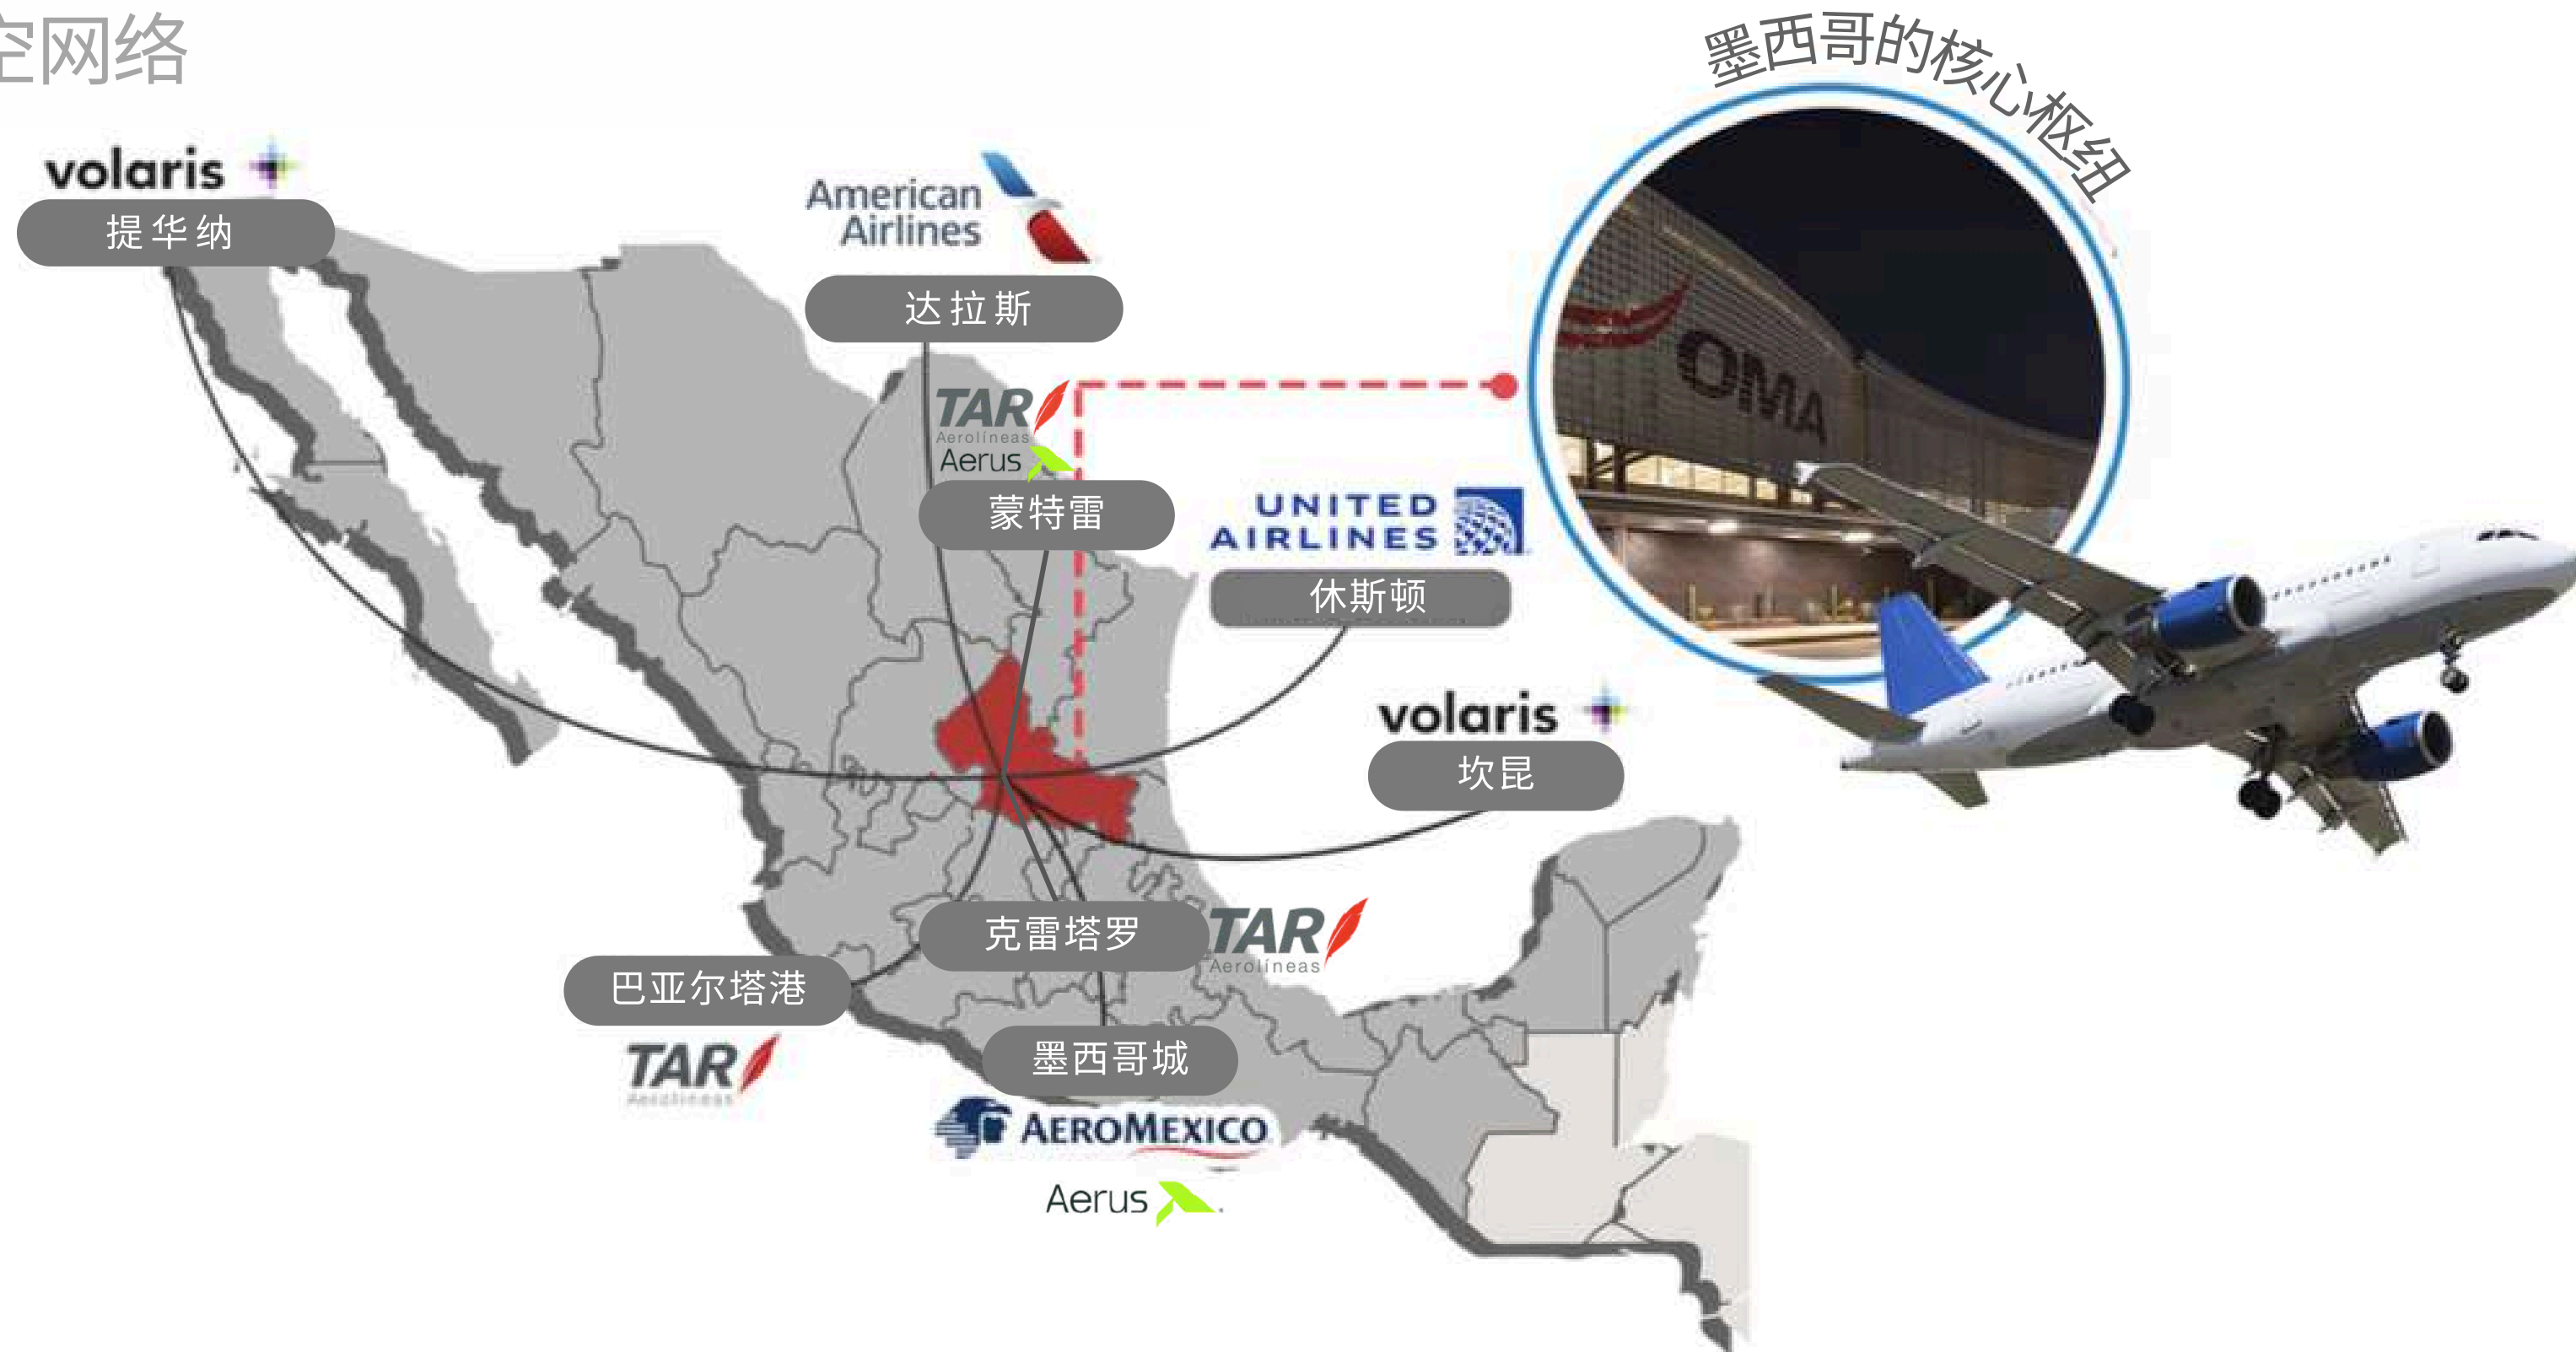 空网络
墨西哥的核心枢纽
volaris
提华纳
American
Airlines
达拉斯
TAR
Aerolíneas
Aerus
蒙特雷
OMA
UNITED
AIRLINES
休斯顿
volaris
坎昆
克雷塔罗
TAR
Aerolíneas
巴亚尔塔港
TAR
Aerolíneas
墨西哥城
AEROMEXICO
Aerus